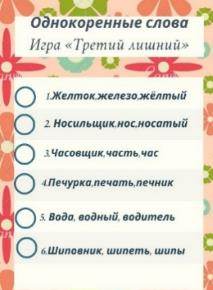 Однокоренные слова
Игра «Третий лишний»
1.Желток,железо,жёлтый
2. Носильщик,нос,носатый
3.Часовщик,часть,час
4.Печурка,печать,печник
5. Вода, водный, водитель
6.Шиповник, шипеть, шипы